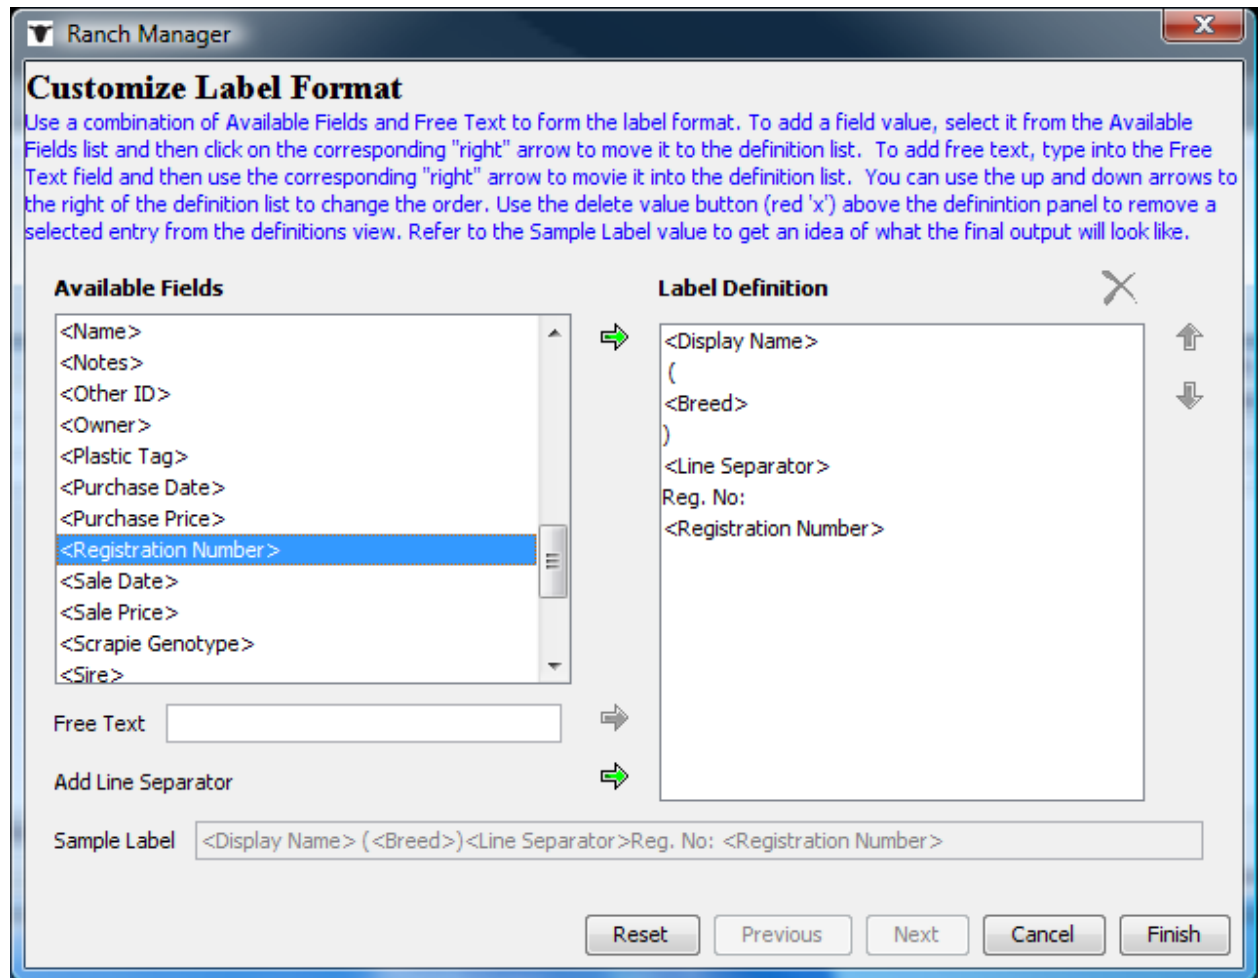 Ranch Manager
Customize Label Format
Use a combination of Available Fields and Free Text to form the label format. To add a field value, select it from the Available
Fields list and then click on the corresponding "right" arrow to move it to the definition list.  To add free text, type into the Free
Text field and then use the corresponding "right" arrow to movie it into the definition list.  You can use the up and down arrows to
the right of the definition list to change the order. Use the delete value button (red 'x') above the definintion panel to remove a
selected entry from the definitions view. Refer to the Sample Label value to get an idea of what the final output will look like.
Available Fields
<Name>
<Notes>
<Other ID>
<Owner>
<Plastic Tag>
<Purchase Date>
<Purchase Price>
<Registration Number>
<Sale Date>
<Sale Price>
<Scrapie Genotype>
<Sire>
Label Definition
<Display Name>
(
<Breed>
)
<Line Separator>
Reg. No:
<Registration Number>
Free Text
Add Line Separator
Sample Label <Display Name> (<Breed>)<Line Separator>Reg. No: <Registration Number>
Reset Previous Next Cancel Finish